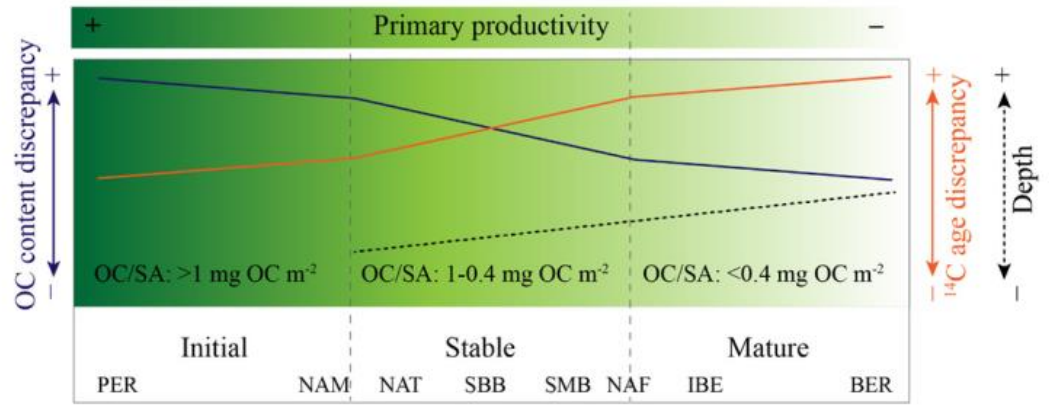 + Primary productivity −
OC content discrepancy
+
−
+
−
¹⁴C age discrepancy
+
−
Depth
OC/SA: >1 mg OC m⁻² OC/SA: 1-0.4 mg OC m⁻² OC/SA: <0.4 mg OC m⁻²
Initial Stable Mature
PER NAM NAT SBB SMB NAF IBE BER